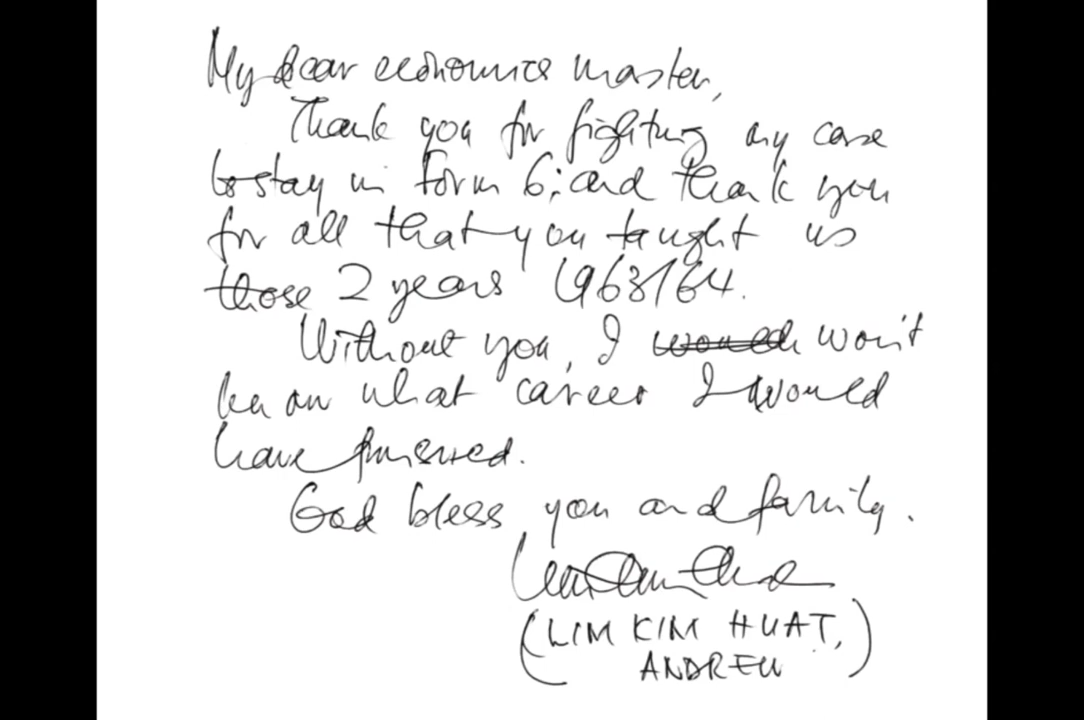 My dear economics master,
Thank you for fighting my case
to stay in Form 6; and thank you
for all that you taught us
those 2 years 1963/64.
Without you, I would won't
know what career I would
have pursued.
God bless you and family.
(LIM KIM HUAT,
ANDREW)